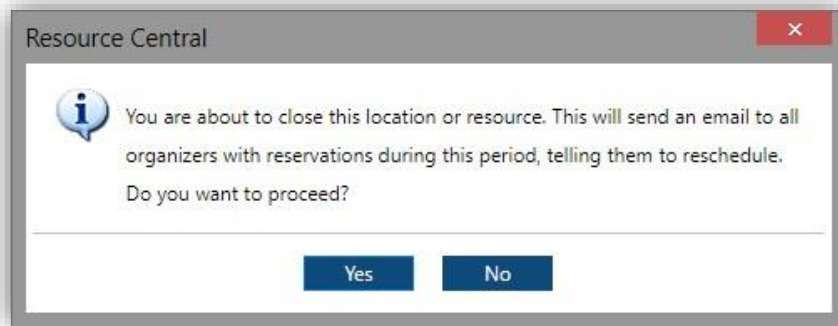 Resource Central
You are about to close this location or resource. This will send an email to all
organizers with reservations during this period, telling them to reschedule.
Do you want to proceed?
Yes No